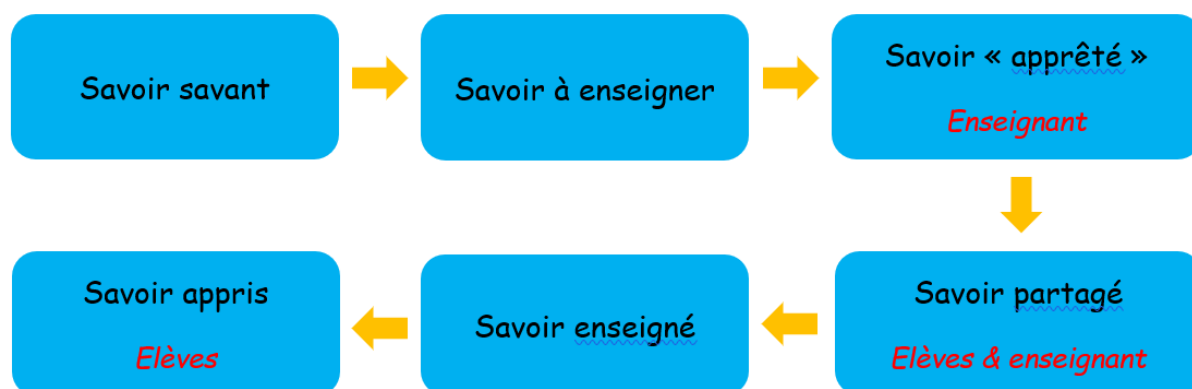 Savoir savant
Savoir à enseigner
Savoir « apprêté »
Enseignant
Savoir partagé
Elèves & enseignant
Savoir enseigné
Savoir appris
Elèves